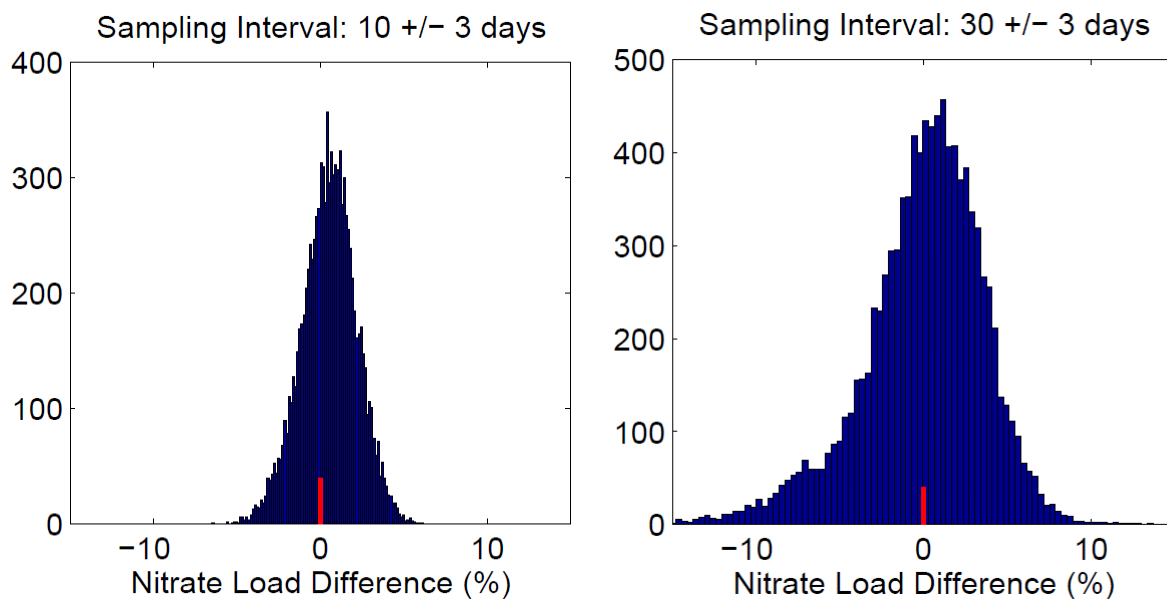 Sampling Interval: 10 +/− 3 days
400
300
200
100
0
−10 0 10
Nitrate Load Difference (%)
Sampling Interval: 30 +/− 3 days
500
400
300
200
100
0
−10 0 10
Nitrate Load Difference (%)